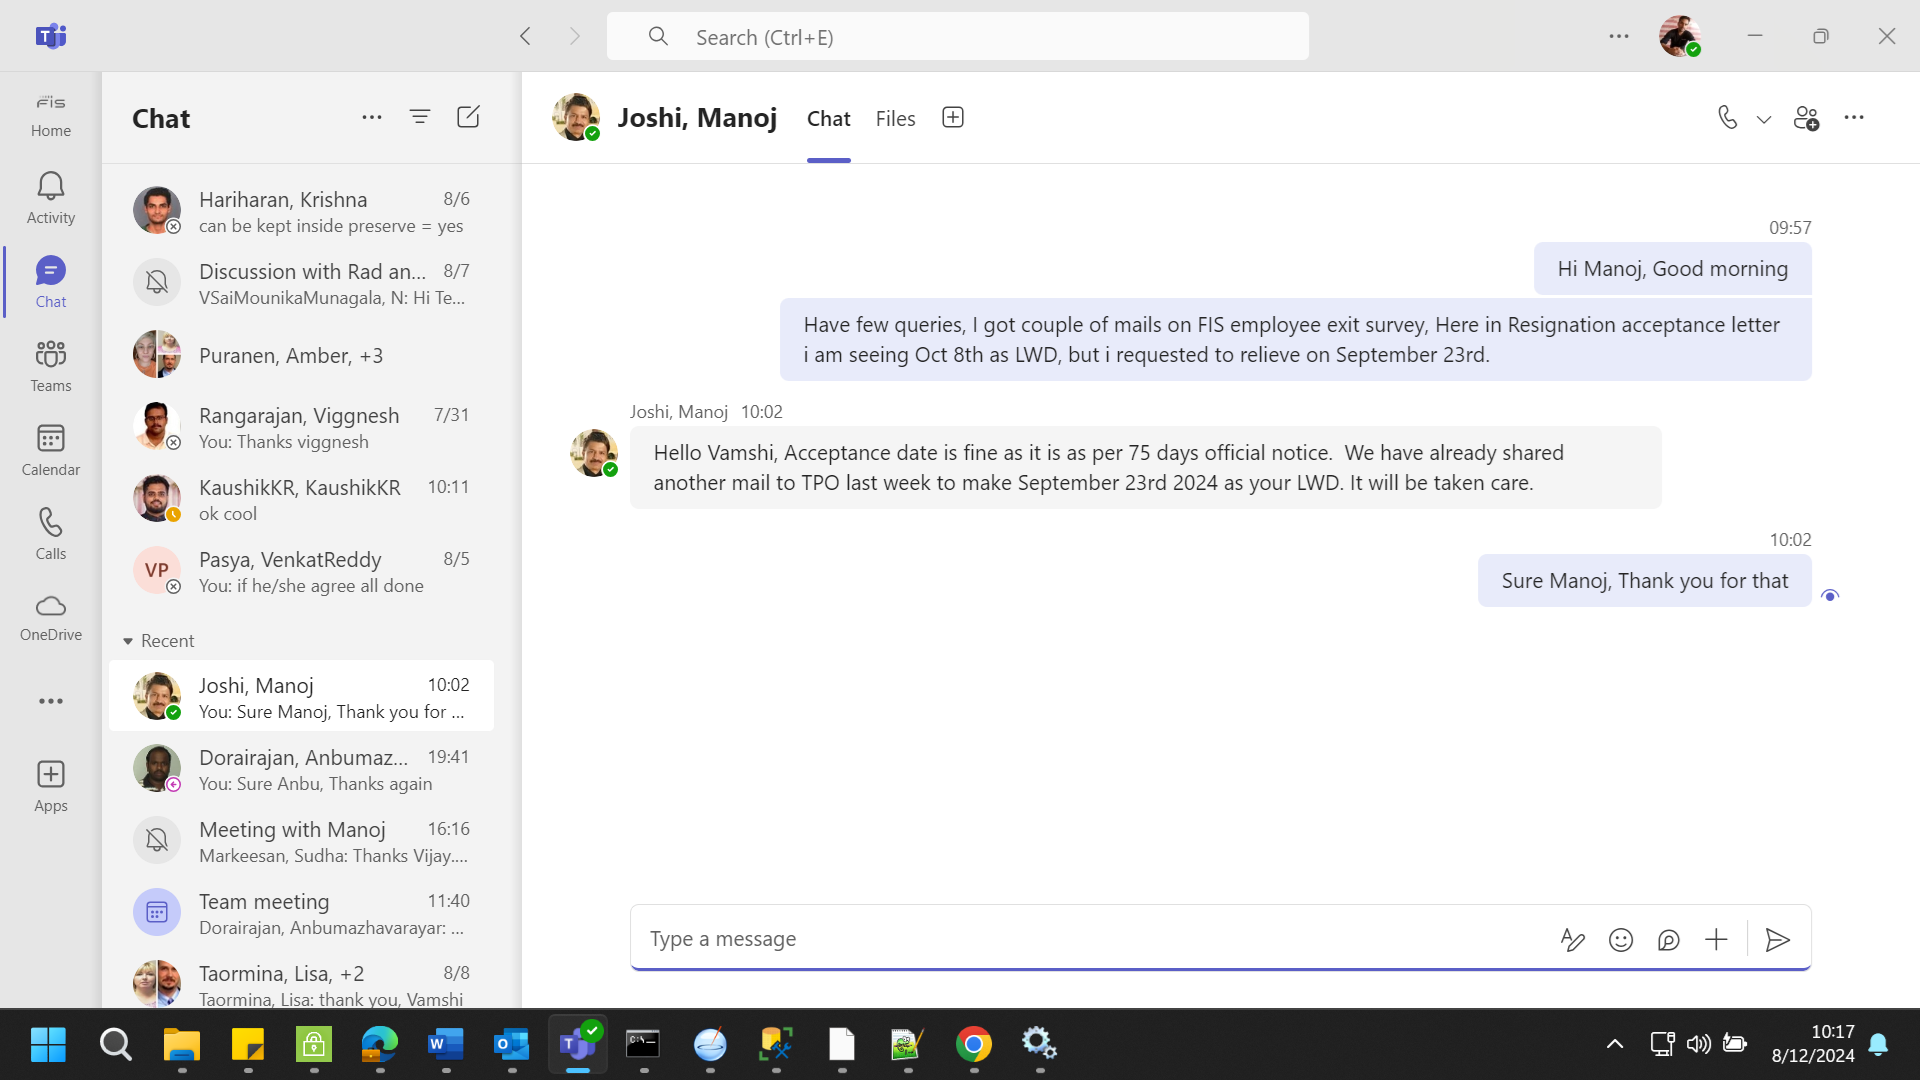 Search (Ctrl+E)
FIS
Home
Activity
Chat
Teams
Calendar
Calls
OneDrive
Apps
Chat
Hariharan, Krishna 8/6
can be kept inside preserve = yes
Discussion with Rad an... 8/7
VSaiMounikaMunagala, N: Hi Te...
Puranen, Amber, +3
Rangarajan, Viggnesh 7/31
You: Thanks viggnesh
KaushikKR, KaushikKR 10:11
ok cool
VP
Pasya, VenkatReddy 8/5
You: if he/she agree all done
Recent
Joshi, Manoj 10:02
You: Sure Manoj, Thank you for ...
Dorairajan, Anbumaz... 19:41
You: Sure Anbu, Thanks again
Meeting with Manoj 16:16
Markeesan, Sudha: Thanks Vijay....
Team meeting 11:40
Dorairajan, Anbumazhavarayar: ...
Taormina, Lisa, +2 8/8
Taormina, Lisa: thank you, Vamshi
Joshi, Manoj Chat Files
09:57
Hi Manoj, Good morning
Have few queries, I got couple of mails on FIS employee exit survey, Here in Resignation acceptance letter
i am seeing Oct 8th as LWD, but i requested to relieve on September 23rd.
Joshi, Manoj 10:02
Hello Vamshi, Acceptance date is fine as it is as per 75 days official notice. We have already shared
another mail to TPO last week to make September 23rd 2024 as your LWD. It will be taken care.
10:02
Sure Manoj, Thank you for that
Type a message
10:17
8/12/2024